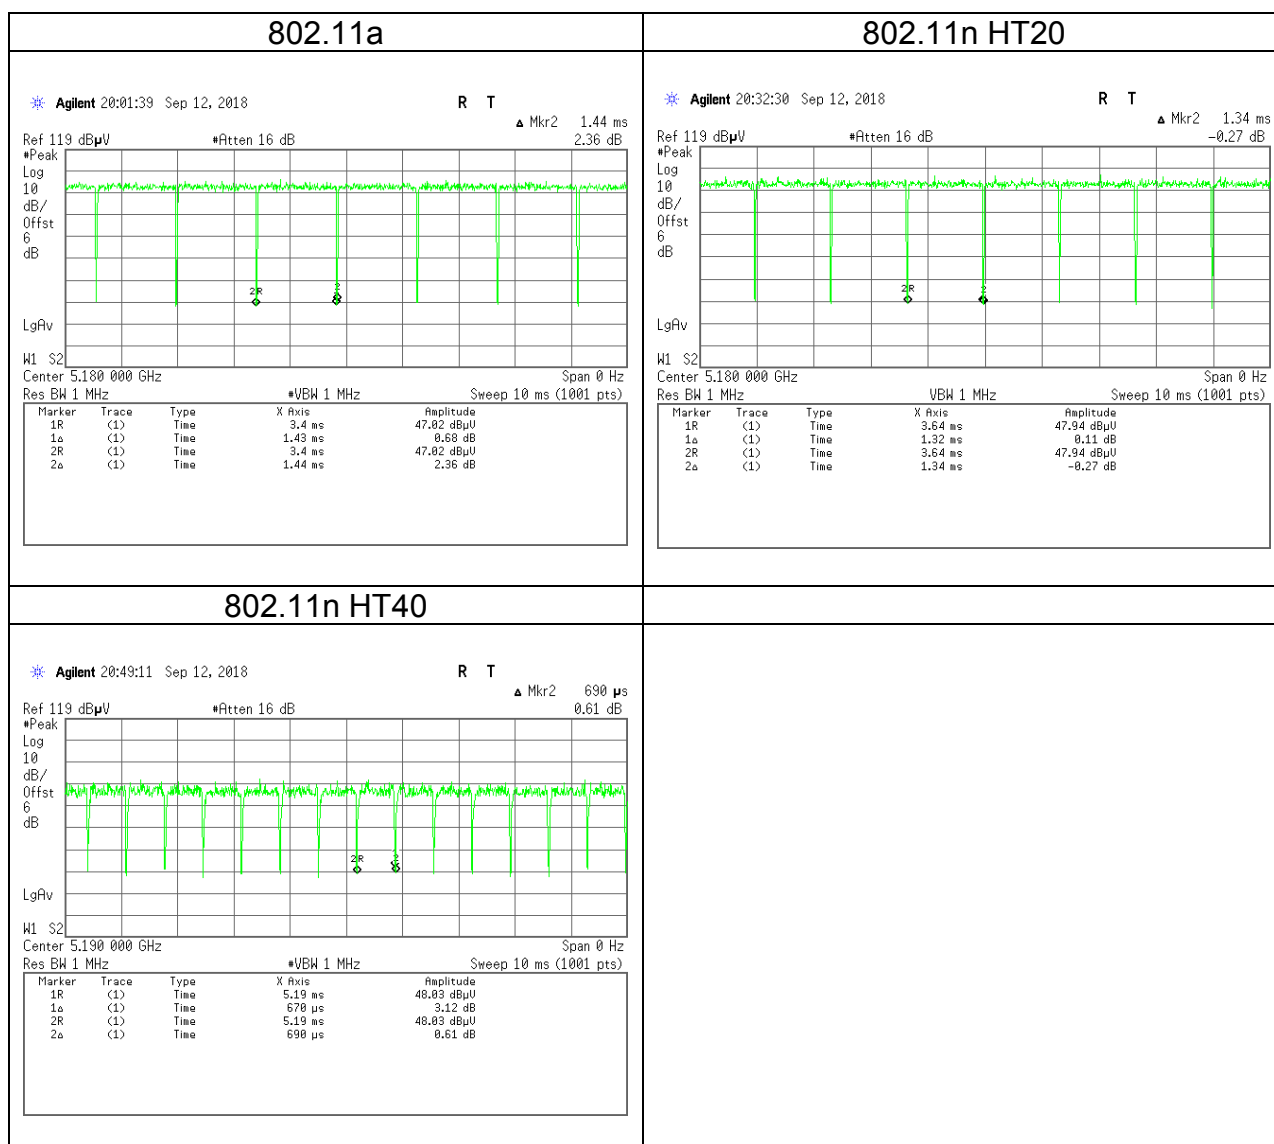 802.11a
Agilent 20:01:39 Sep 12, 2018 R T
Δ Mkr2 1.44 ms
Ref 119 dBµV #Atten 16 dB 2.36 dB
#Peak
Log
10
dB/
Offst
6
dB
2R
2
LgAv
W1 S2
Center 5.180 000 GHz Span 0 Hz
Res BW 1 MHz #VBW 1 MHz Sweep 10 ms (1001 pts)
Marker Trace Type X Axis Amplitude
1R (1) Time 3.4 ms 47.02 dBµV
1Δ (1) Time 1.43 ms 0.68 dB
2R (1) Time 3.4 ms 47.02 dBµV
2Δ (1) Time 1.44 ms 2.36 dB
802.11n HT20
Agilent 20:32:30 Sep 12, 2018 R T
Δ Mkr2 1.34 ms
Ref 119 dBµV #Atten 16 dB -0.27 dB
#Peak
Log
10
dB/
Offst
6
dB
2R
2
LgAv
W1 S2
Center 5.180 000 GHz Span 0 Hz
Res BW 1 MHz VBW 1 MHz Sweep 10 ms (1001 pts)
Marker Trace Type X Axis Amplitude
1R (1) Time 3.64 ms 47.94 dBµV
1Δ (1) Time 1.32 ms 0.11 dB
2R (1) Time 3.64 ms 47.94 dBµV
2Δ (1) Time 1.34 ms -0.27 dB
802.11n HT40
Agilent 20:49:11 Sep 12, 2018 R T
Δ Mkr2 690 µs
Ref 119 dBµV #Atten 16 dB 0.61 dB
#Peak
Log
10
dB/
Offst
6
dB
2R
2
LgAv
W1 S2
Center 5.190 000 GHz Span 0 Hz
Res BW 1 MHz #VBW 1 MHz Sweep 10 ms (1001 pts)
Marker Trace Type X Axis Amplitude
1R (1) Time 5.19 ms 48.03 dBµV
1Δ (1) Time 670 µs 3.12 dB
2R (1) Time 5.19 ms 48.03 dBµV
2Δ (1) Time 690 µs 0.61 dB